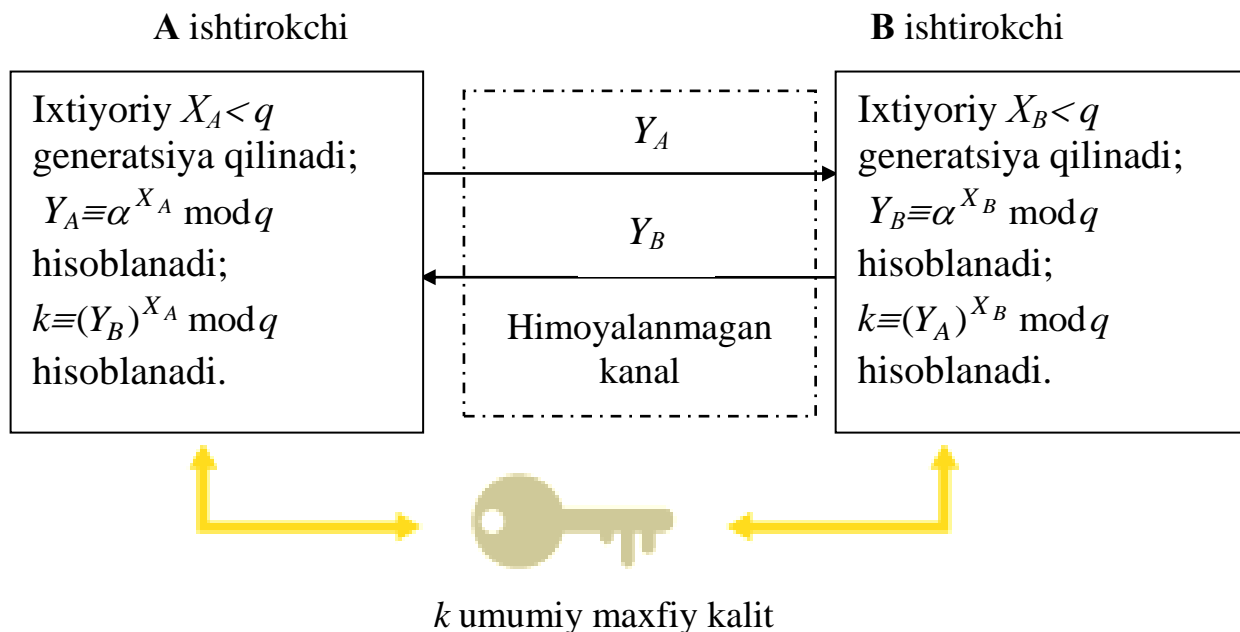 A ishtirokchi
B ishtirokchi
Ixtiyoriy X_A < q
generatsiya qilinadi;
Y_A ≡ α^{X_A} mod q
hisoblanadi;
k ≡ (Y_B)^{X_A} mod q
hisoblanadi.
Y_A
Y_B
Himoyalanmagan
kanal
Ixtiyoriy X_B < q
generatsiya qilinadi;
Y_B ≡ α^{X_B} mod q
hisoblanadi;
k ≡ (Y_A)^{X_B} mod q
hisoblanadi.
k umumiy maxfiy kalit